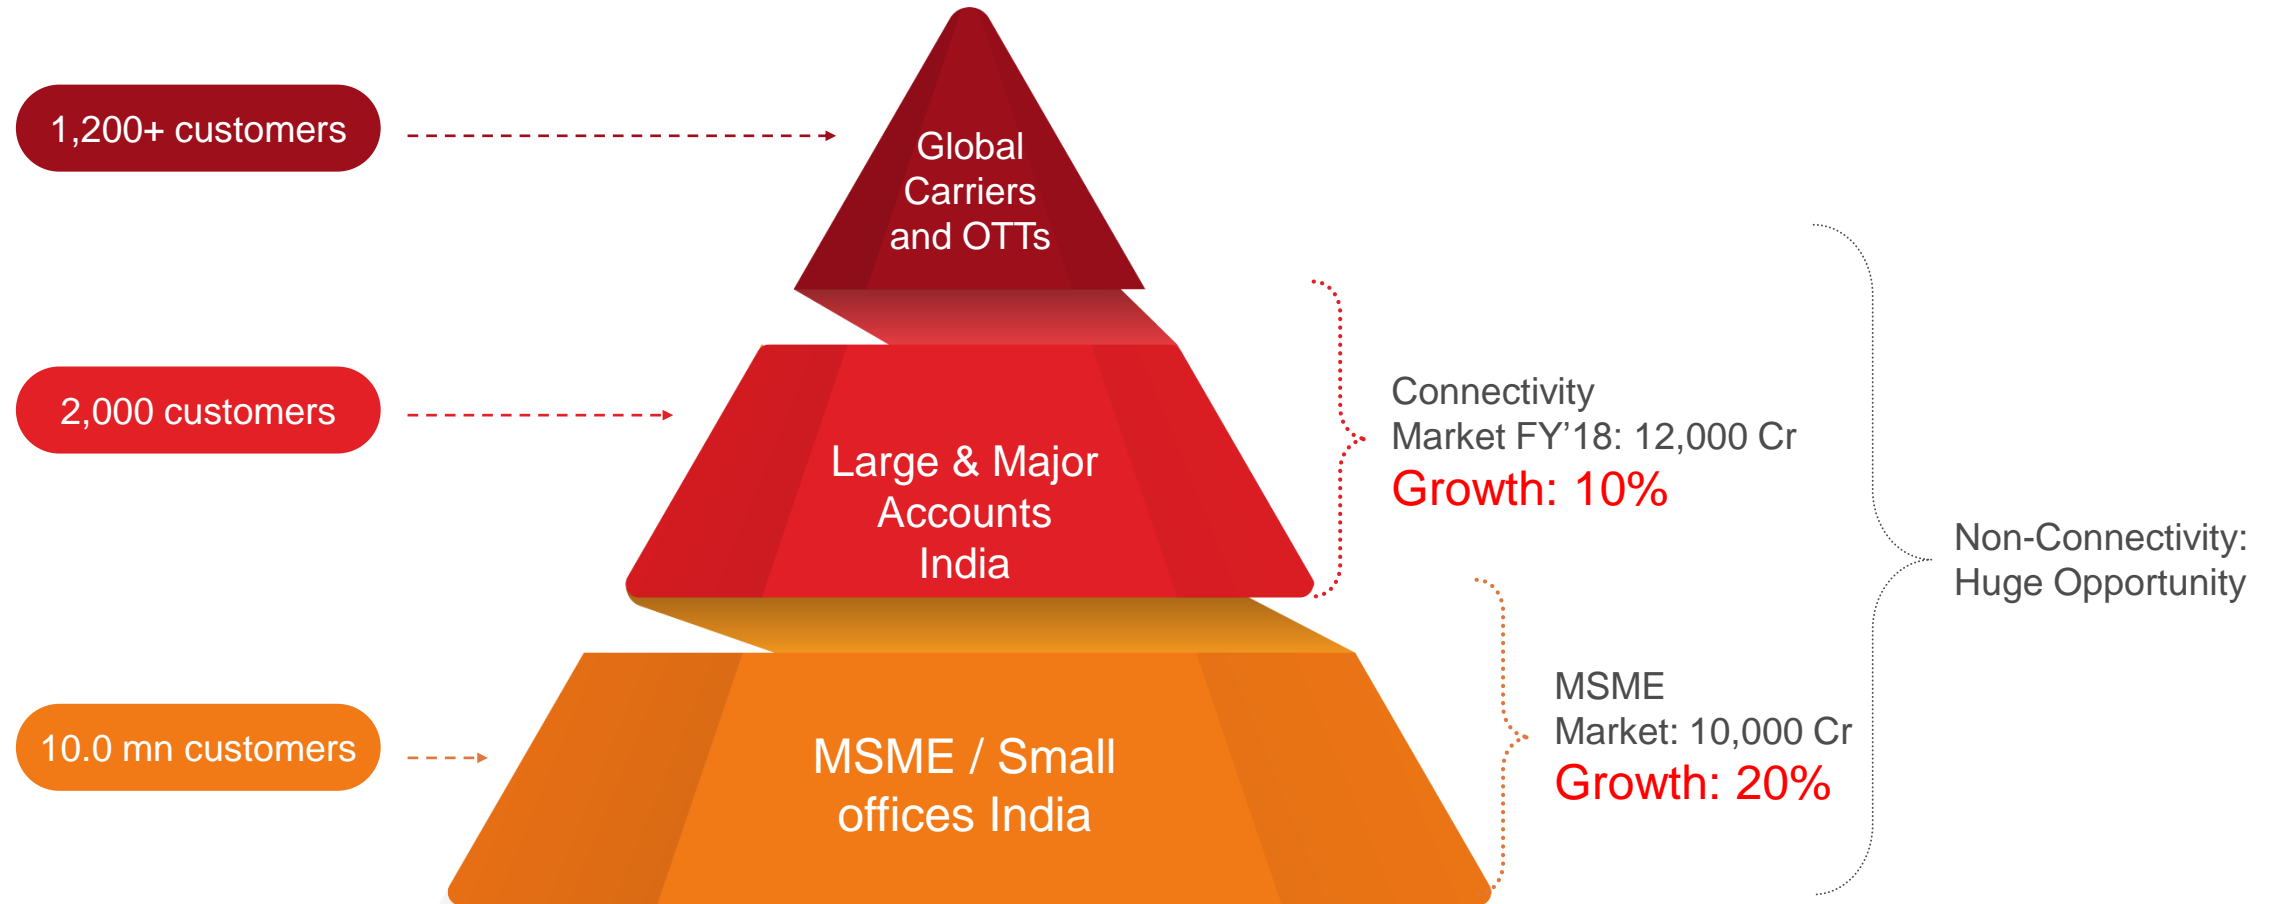 1,200+ customers
Global
Carriers
and OTTs
2,000 customers
Large & Major
Accounts
India
Connectivity
Market FY’18: 12,000 Cr
Growth: 10%
Non-Connectivity:
Huge Opportunity
10.0 mn customers
MSME / Small
offices India
MSME
Market: 10,000 Cr
Growth: 20%